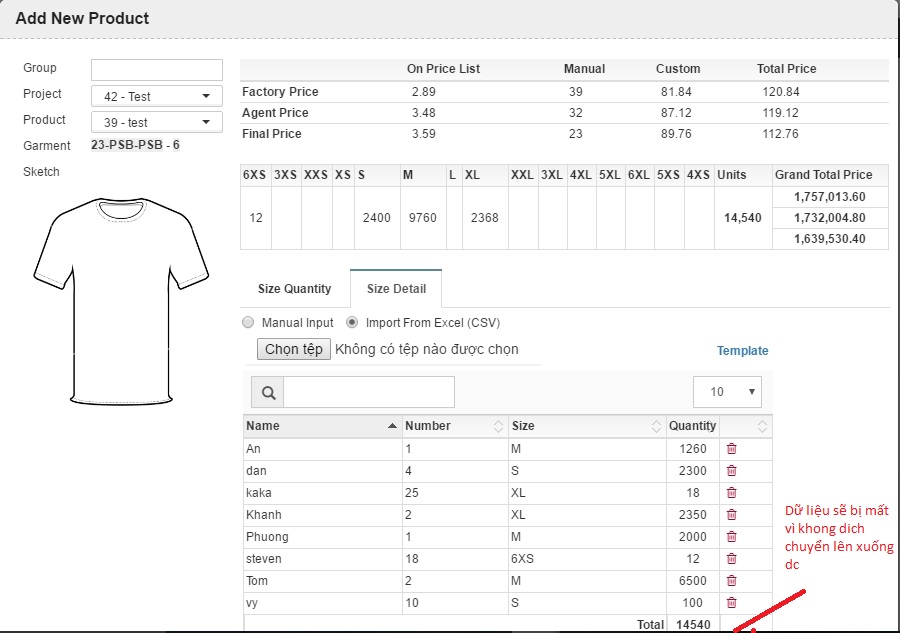 Add New Product
Group
Project 42 - Test
Product 39 - test
Garment 23-PSB-PSB - 6
Sketch
On Price List Manual Custom Total Price
Factory Price 2.89 39 81.84 120.84
Agent Price 3.48 32 87.12 119.12
Final Price 3.59 23 89.76 112.76
6XS 3XS XXS XS S M L XL XXL 3XL 4XL 5XL 6XL 5XS 4XS Units Grand Total Price
12 2400 9760 2368 14,540
1,757,013.60
1,732,004.80
1,639,530.40
Size Quantity Size Detail
Manual Input Import From Excel (CSV)
Chọn tệp Không có tệp nào được chọn
Template
10
Name Number Size Quantity
An 1 M 1260
dan 4 S 2300
kaka 25 XL 18
Khanh 2 XL 2350
Phuong 1 M 2000
steven 18 6XS 12
Tom 2 M 6500
vy 10 S 100
Total 14540
Dữ liệu sẽ bị mất
vì khong dich
chuyển lên xuống
dc